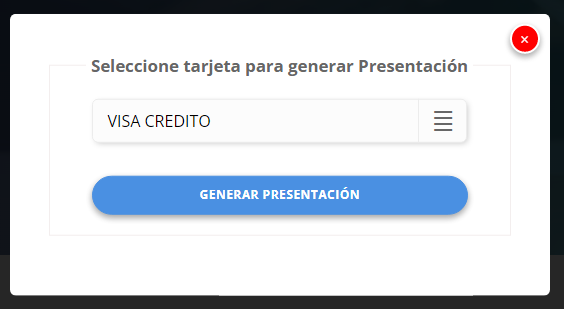 ×
Seleccione tarjeta para generar Presentación
VISA CREDITO
GENERAR PRESENTACIÓN